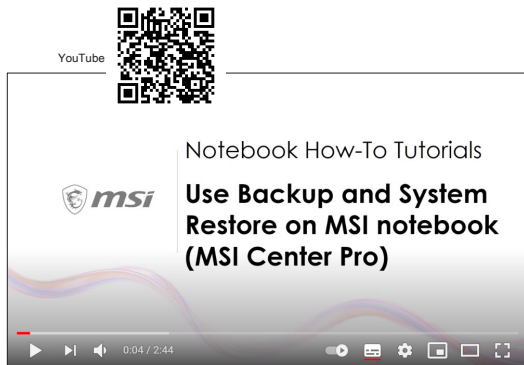 YouTube
Notebook How-To Tutorials
msi
Use Backup and System
Restore on MSI notebook
(MSI Center Pro)
0:04 / 2:44